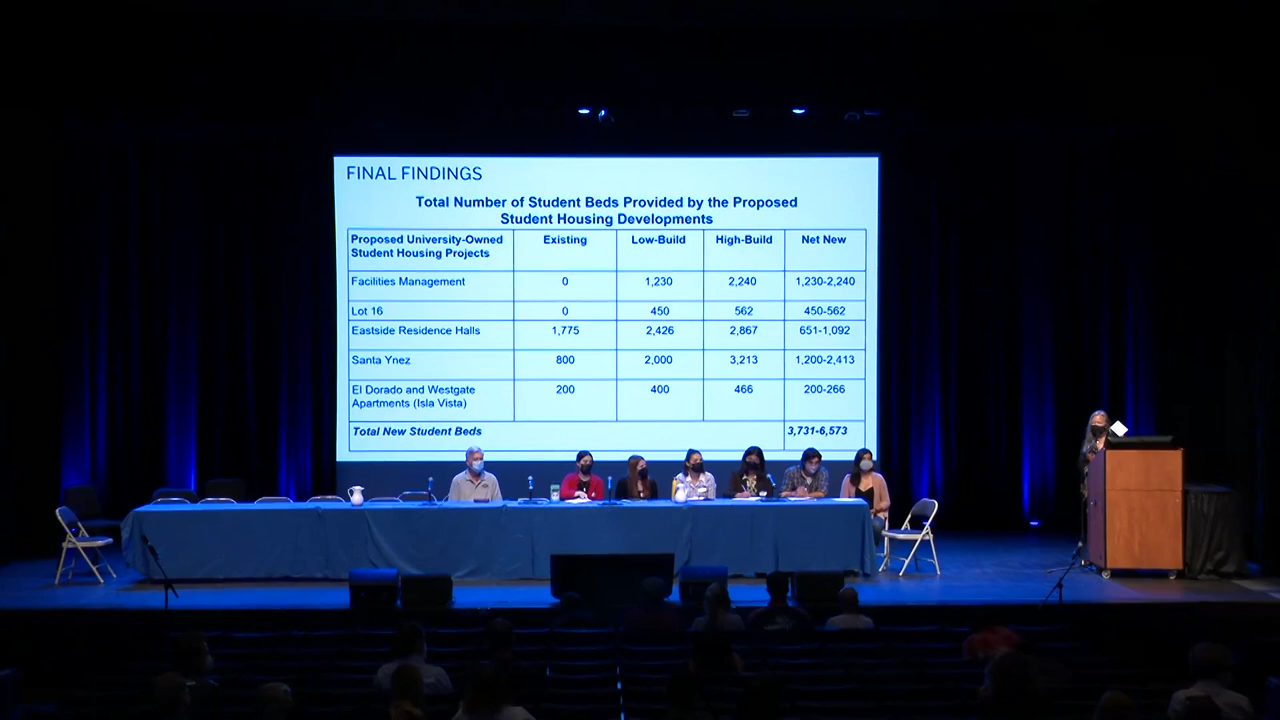 FINAL FINDINGS
Total Number of Student Beds Provided by the Proposed
Student Housing Developments
Proposed University-Owned Existing Low-Build High-Build Net New
Student Housing Projects
Facilities Management 0 1,230 2,240 1,230-2,240
Lot 16 0 450 562 450-562
Eastside Residence Halls 1,775 2,426 2,867 651-1,092
Santa Ynez 800 2,000 3,213 1,200-2,413
El Dorado and Westgate 200 400 466 200-266
Apartments (Isla Vista)
Total New Student Beds 3,731-6,573